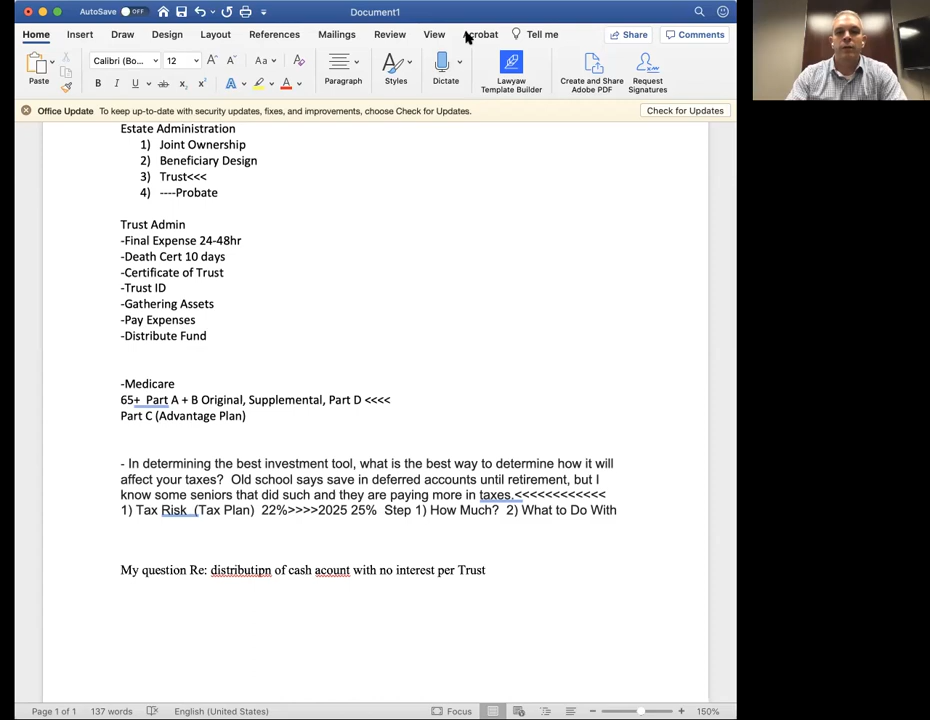 AutoSave OFF Document1
Home Insert Draw Design Layout References Mailings Review View Acrobat Tell me Share Comments
Paste Calibri (Bo... 12 A A Aa A
B I U ab x₂ x² A A Paragraph Styles Dictate Lawyaw Template Builder Create and Share Adobe PDF Request Signatures
Office Update To keep up-to-date with security updates, fixes, and improvements, choose Check for Updates. Check for Updates
Estate Administration
1) Joint Ownership
2) Beneficiary Design
3) Trust<<<
4) ----Probate
Trust Admin
-Final Expense 24-48hr
-Death Cert 10 days
-Certificate of Trust
-Trust ID
-Gathering Assets
-Pay Expenses
-Distribute Fund
-Medicare
65+ Part A + B Original, Supplemental, Part D <<<<
Part C (Advantage Plan)
- In determining the best investment tool, what is the best way to determine how it will
affect your taxes? Old school says save in deferred accounts until retirement, but I
know some seniors that did such and they are paying more in taxes.<<<<<<<<<<<<
1) Tax Risk (Tax Plan) 22%>>>>2025 25% Step 1) How Much? 2) What to Do With
My question Re: distributipn of cash acount with no interest per Trust
Page 1 of 1 137 words English (United States) Focus 150%